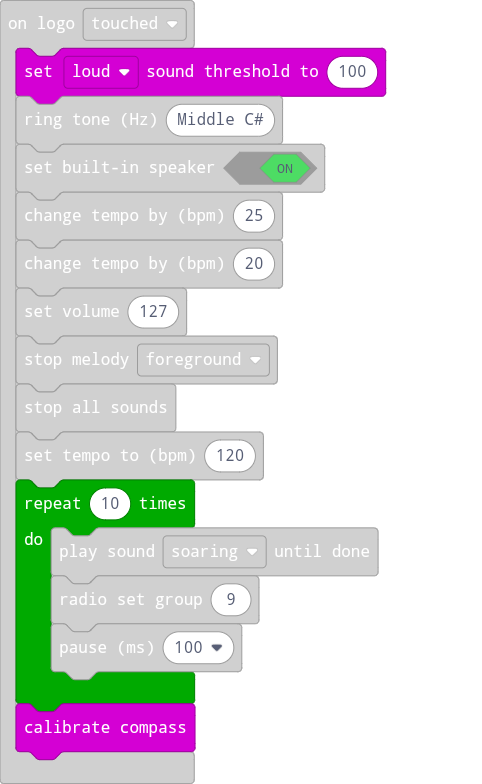 on logo touched
set loud sound threshold to 100
ring tone (Hz) Middle C#
set built-in speaker ON
change tempo by (bpm) 25
change tempo by (bpm) 20
set volume 127
stop melody foreground
stop all sounds
set tempo to (bpm) 120
repeat 10 times
do
play sound soaring until done
radio set group 9
pause (ms) 100
calibrate compass